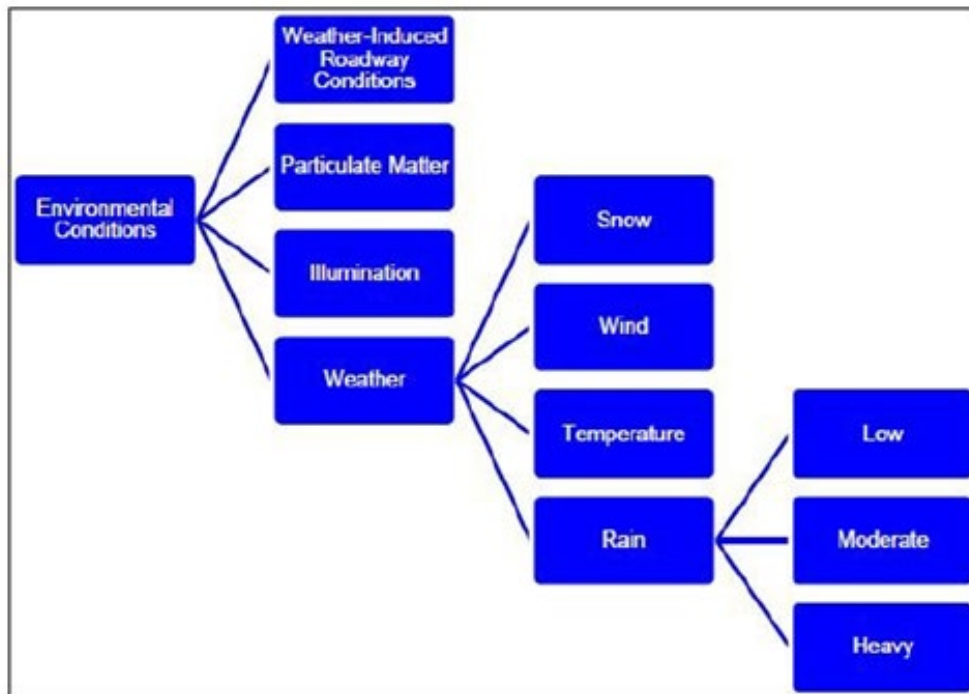 Weather-Induced
Roadway
Conditions
Particulate Matter
Environmental
Conditions
Snow
Illumination
Wind
Weather
Temperature
Low
Rain
Moderate
Heavy